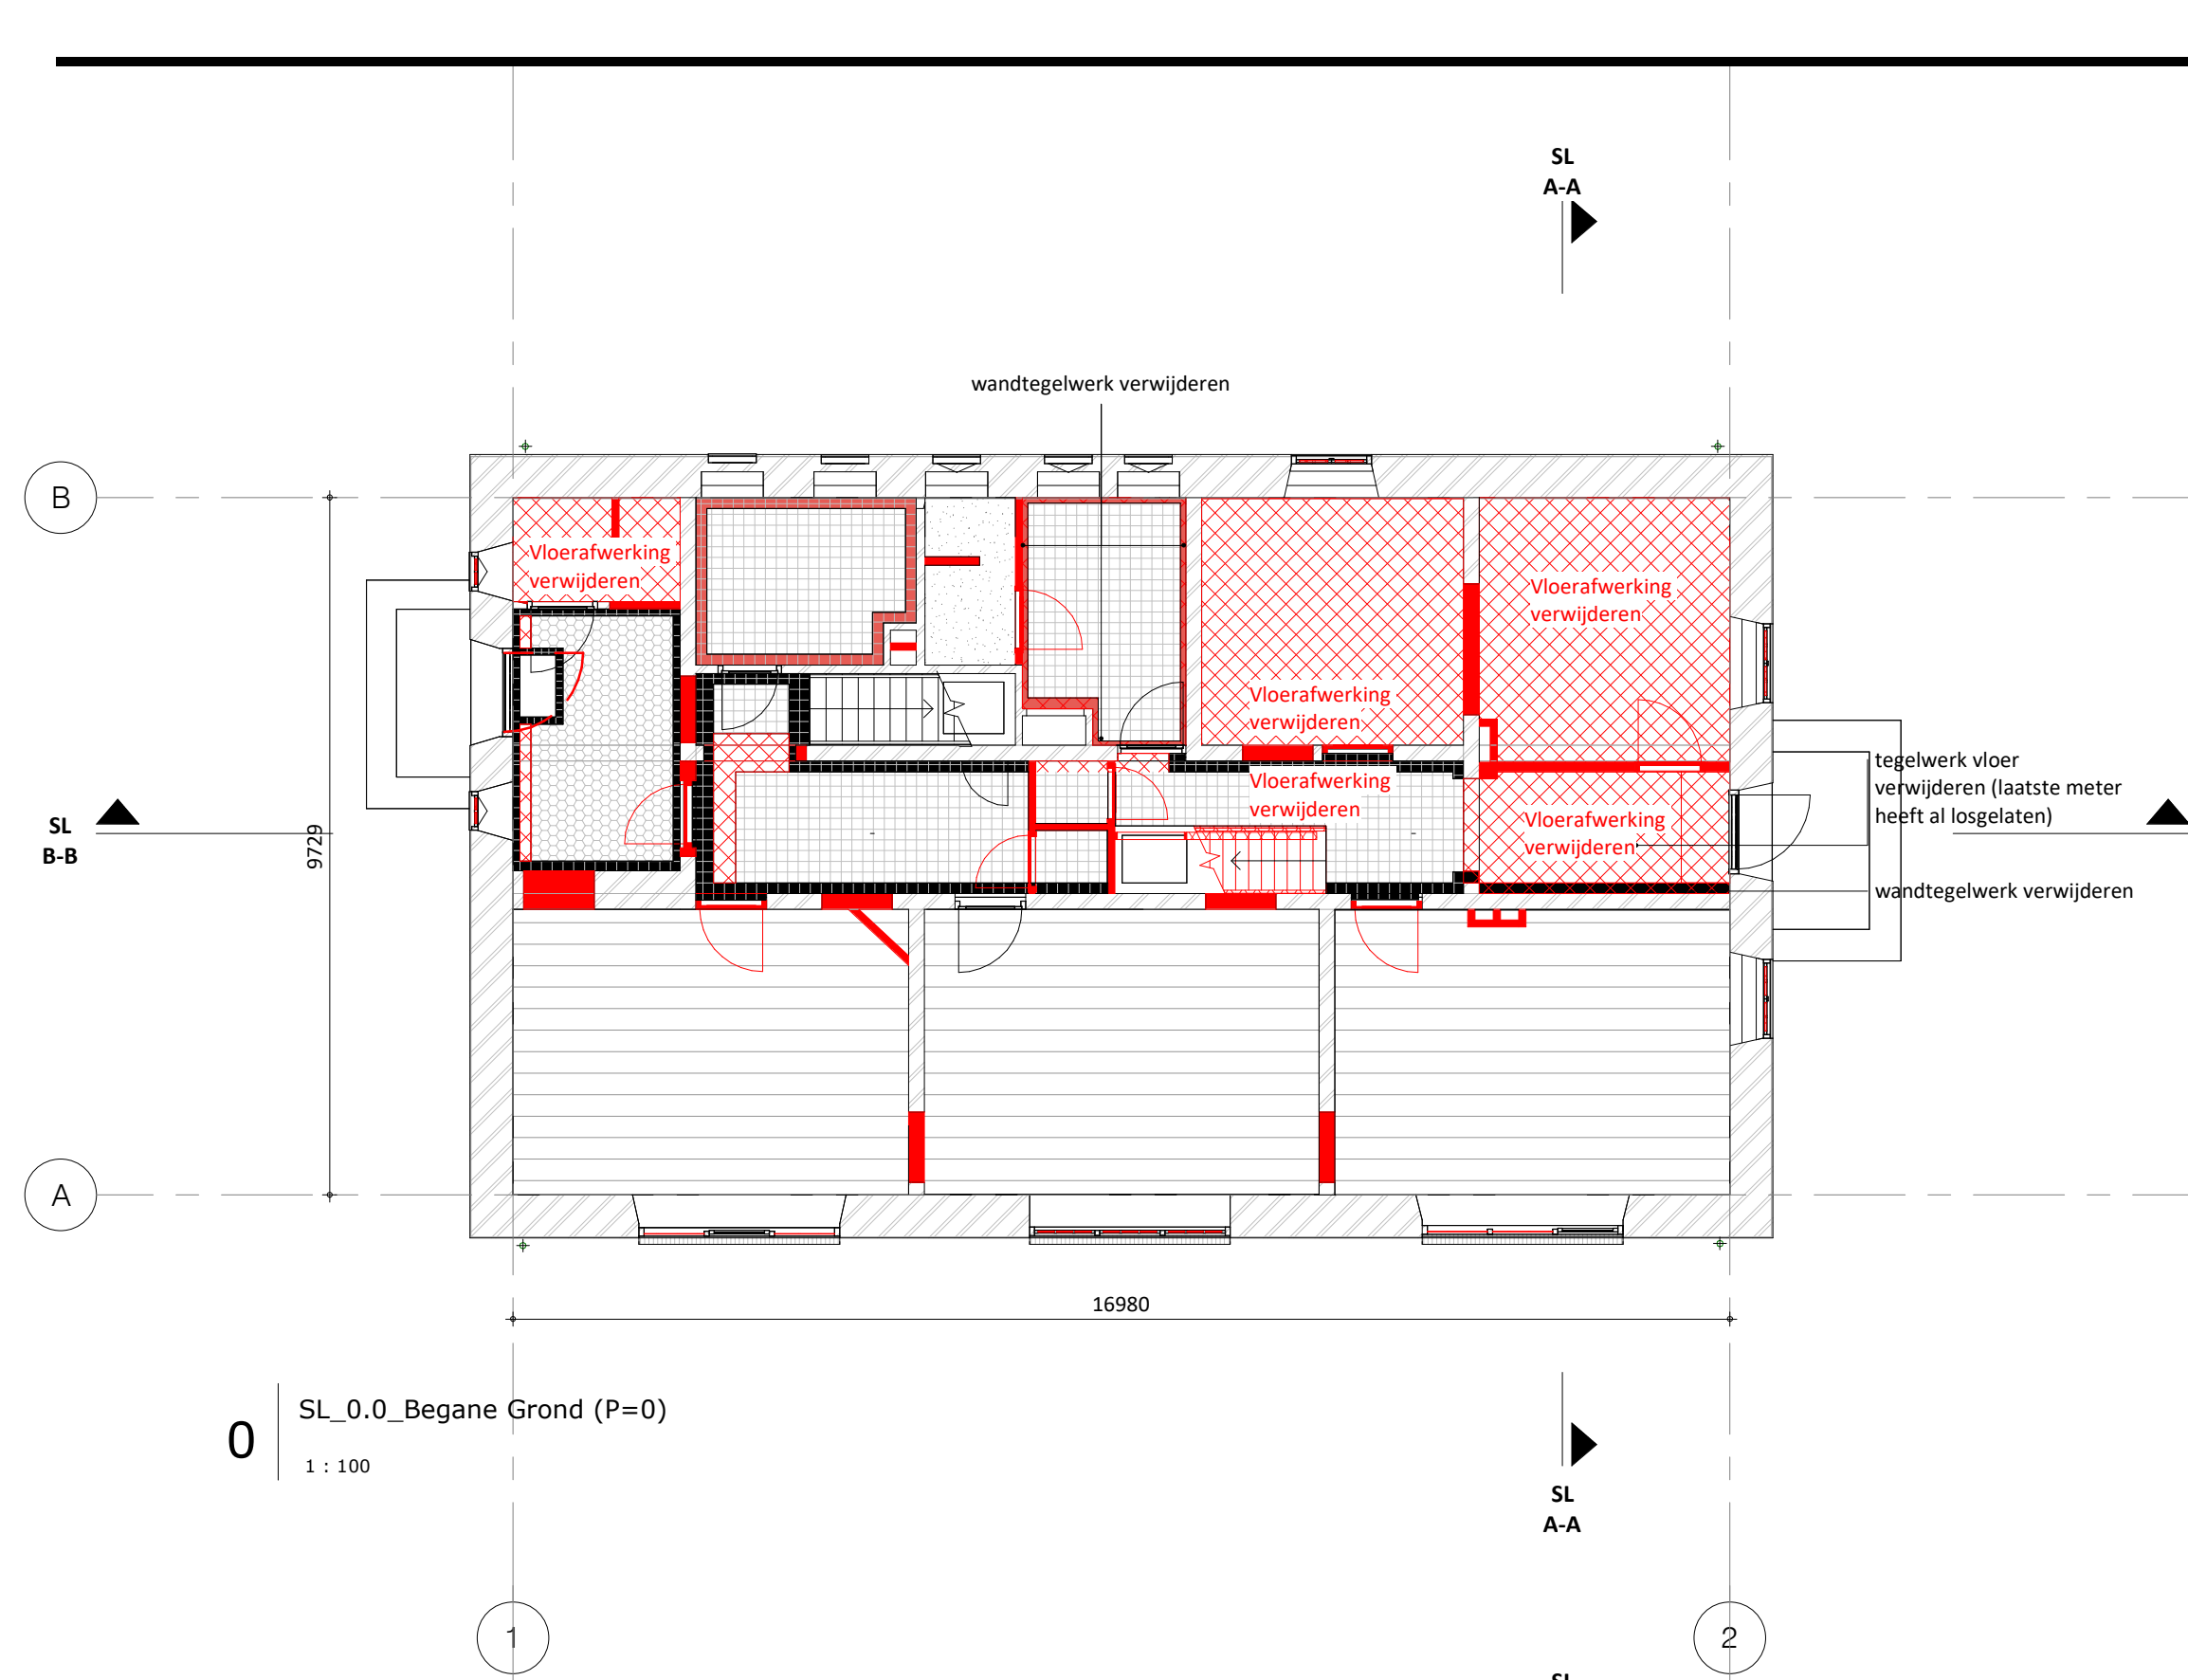 SL
A-A
wandtegelwerk verwijderen
B
Vloerafwerking
verwijderen
Vloerafwerking
verwijderen
Vloerafwerking
verwijderen
Vloerafwerking
verwijderen
Vloerafwerking
verwijderen
tegelwerk vloer
verwijderen (laatste meter
heeft al losgelaten)
wandtegelwerk verwijderen
SL
B-B
9729
A
16980
0
SL_0.0_Begane Grond (P=0)
1 : 100
SL
A-A
1
2
SL